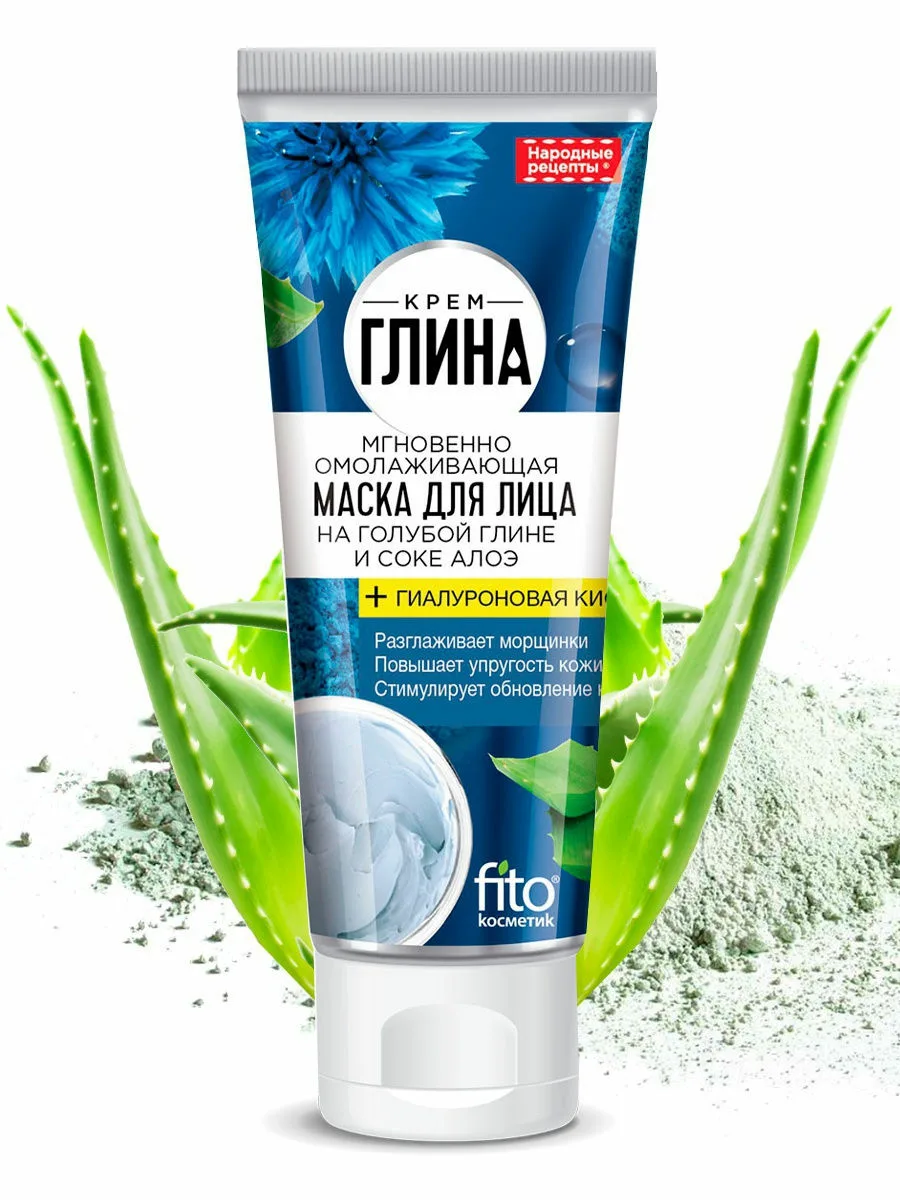 Народные
рецепты®
КРЕМ
ГЛИНА
МГНОВЕННО
ОМОЛАЖИВАЮЩАЯ
МАСКА ДЛЯ ЛИЦА
НА ГОЛУБОЙ ГЛИНЕ
И СОКЕ АЛОЭ
+ ГИАЛУРОНОВАЯ
Разглаживает морщинки
Повышает упругость кожи
Стимулирует обновление
fito®
косметик